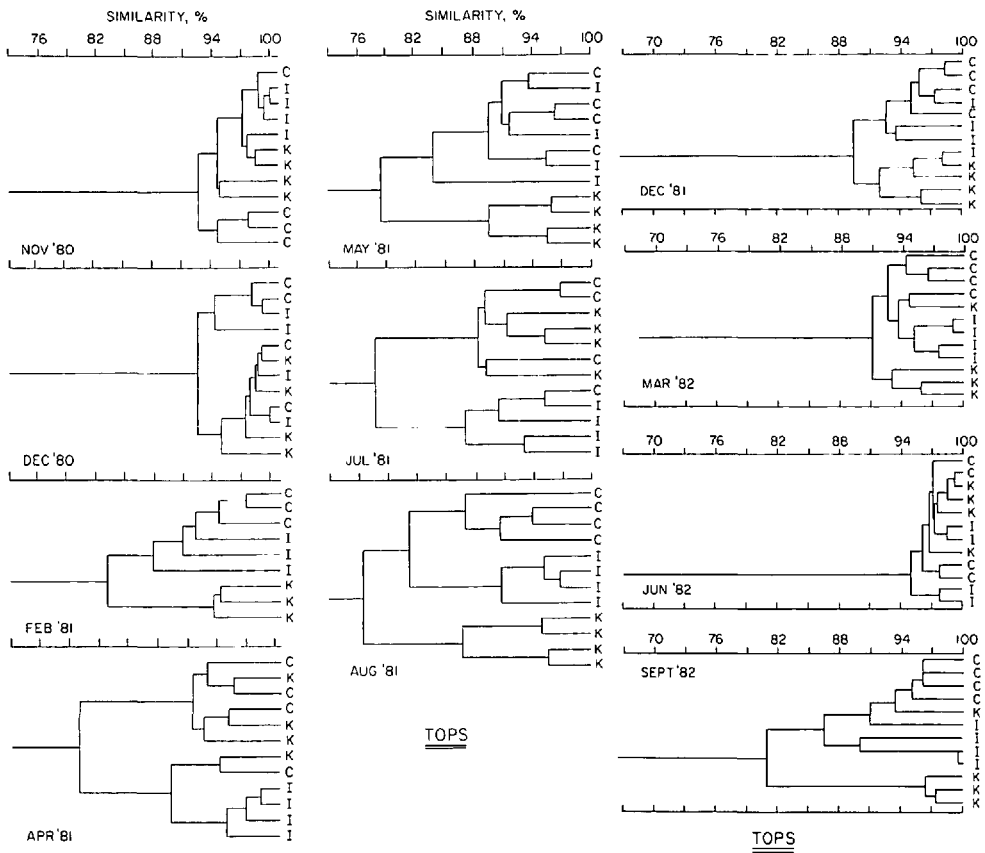 SIMILARITY, %
76 82 88 94 100
C
I
I
I
I
K
K
K
K
C
C
C
NOV '80
C
C
I
I
C
K
I
K
C
I
K
K
DEC '80
C
C
C
I
I
I
K
K
K
FEB '81
C
K
C
C
K
K
K
C
I
I
I
I
APR '81
SIMILARITY, %
76 82 88 94 100
C
I
C
C
I
C
I
I
K
K
K
K
MAY '81
C
C
K
K
K
C
K
C
I
I
I
I
JUL '81
C
C
C
C
I
I
I
I
K
K
K
K
AUG '81
TOPS
70 76 82 88 94 100
C
C
C
I
C
I
I
I
K
K
K
K
DEC '81
70 76 82 88 94 100
C
C
C
C
K
I
I
I
I
K
K
K
MAR '82
70 76 82 88 94 100
C
C
K
K
K
I
I
K
C
C
I
I
JUN '82
70 76 82 88 94 100
SEPT '82
C
C
C
C
K
I
I
I
I
K
K
K
TOPS